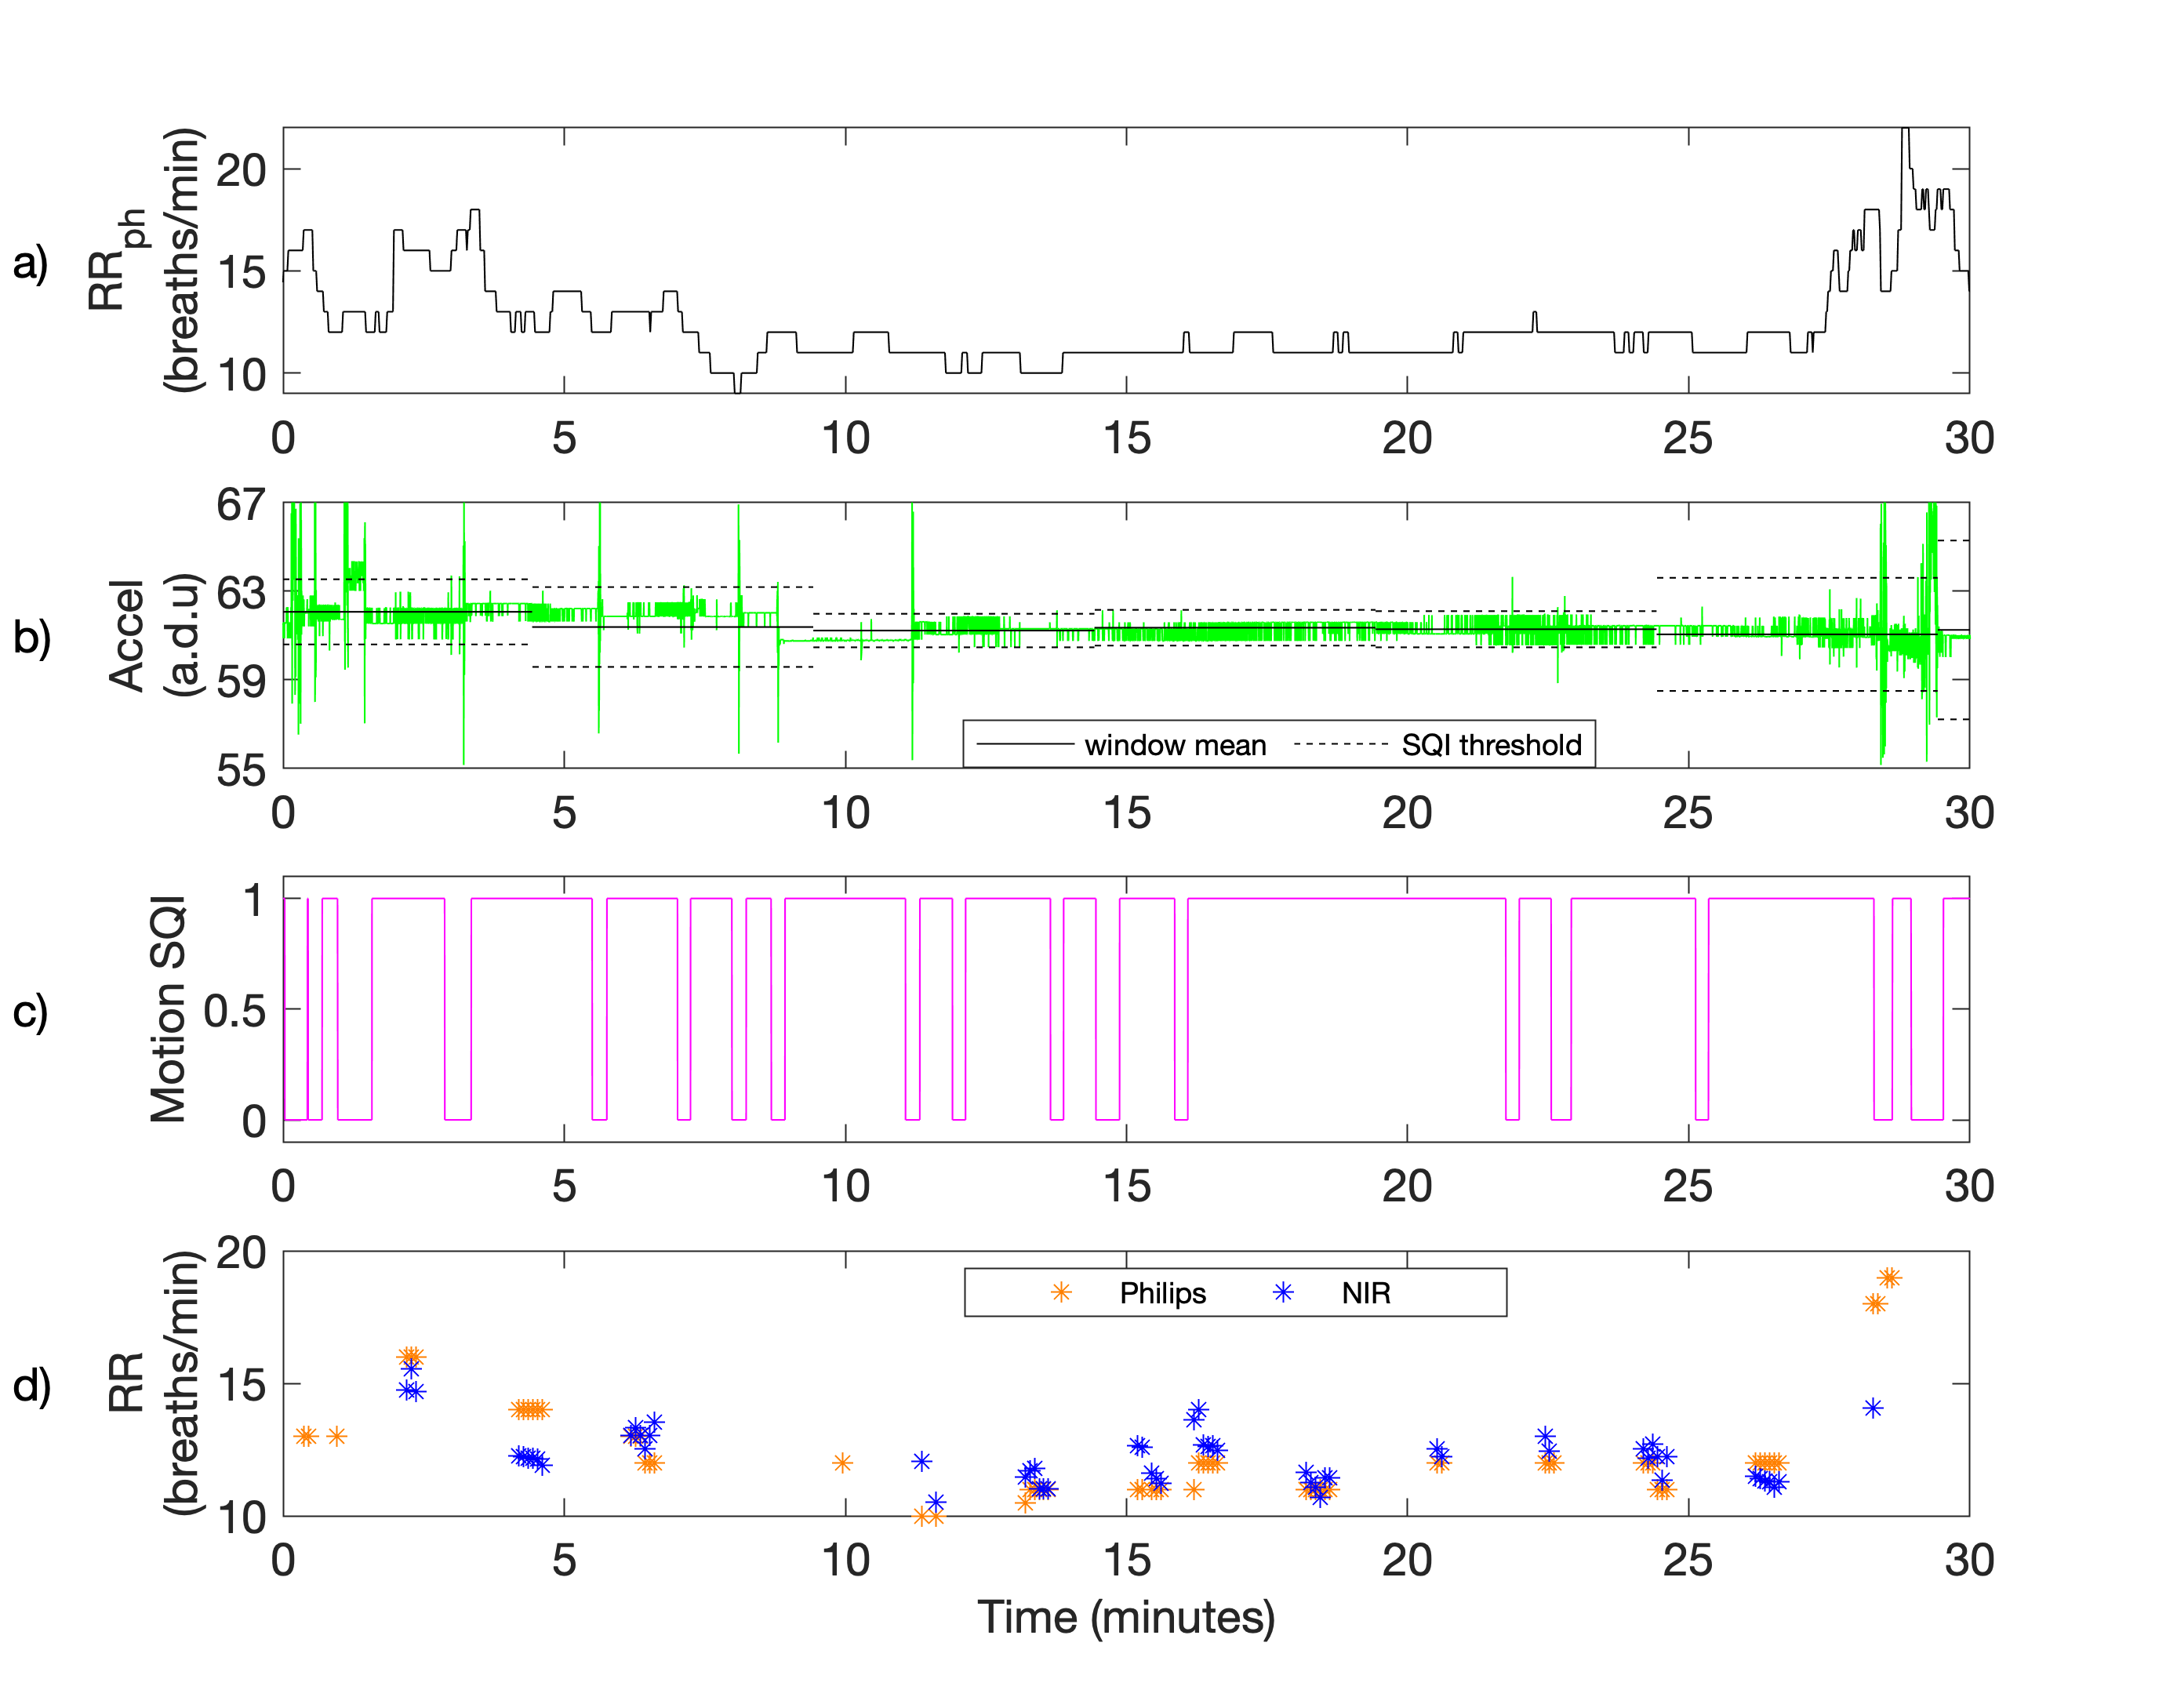 a)
RRph
(breaths/min)
20
15
10
0 5 10 15 20 25 30
b)
Accel
(a.d.u)
67
63
59
55
window mean SQI threshold
0 5 10 15 20 25 30
c)
Motion SQI
1
0.5
0
0 5 10 15 20 25 30
d)
RR
(breaths/min)
20
15
10
Philips NIR
0 5 10 15 20 25 30
Time (minutes)